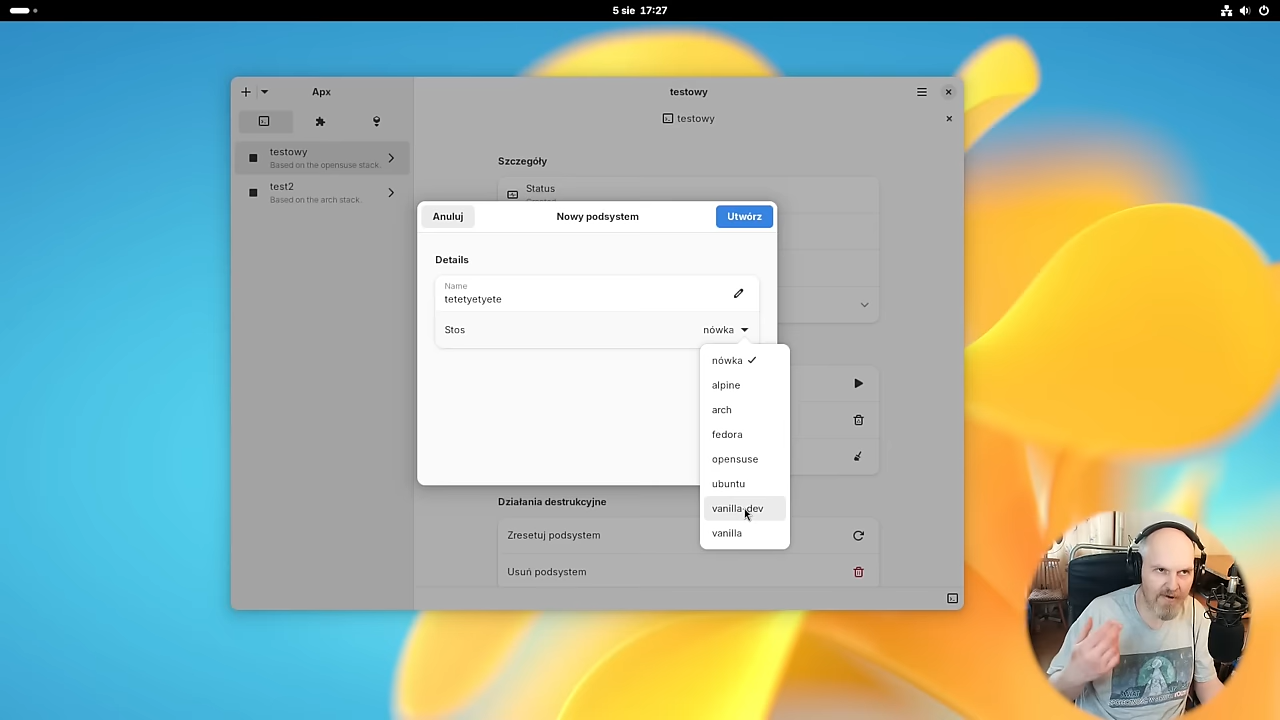 5 sie 17:27
Apx
testowy
testowy
testowy
Based on the opensuse stack.
test2
Based on the arch stack.
Szczegóły
Status
Anuluj
Nowy podsystem
Utwórz
Details
Name
tetetyetyete
Stos
nówka
nówka
alpine
arch
fedora
opensuse
ubuntu
vanilla-dev
vanilla
Działania destrukcyjne
Zresetuj podsystem
Usuń podsystem